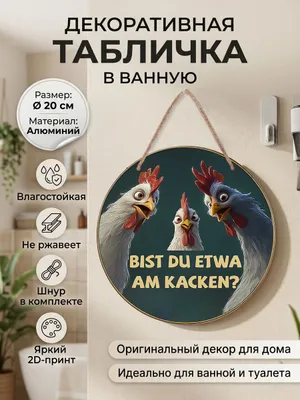 ДЕКОРАТИВНАЯ
ТАБЛИЧКА
В ВАННУЮ
Размер:
Ø 20 см
Материал:
Алюминий
Влагостойкая
Не ржавеет
Шнур
в комплекте
Яркий
2D-принт
BIST DU ETWA
AM KACKEN?
Оригинальный декор для дома
Идеально для ванной и туалета